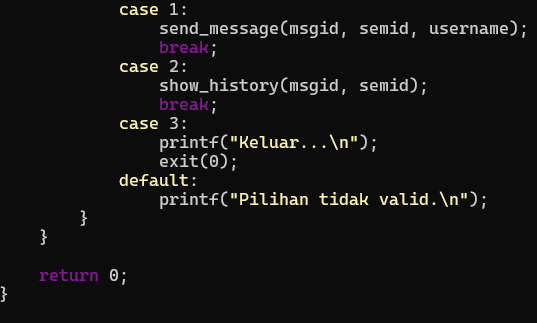 case 1:
send_message(msgid, semid, username);
break;
case 2:
show_history(msgid, semid);
break;
case 3:
printf("Keluar...\n");
exit(0);
default:
printf("Pilihan tidak valid.\n");
}
}
return 0;
}